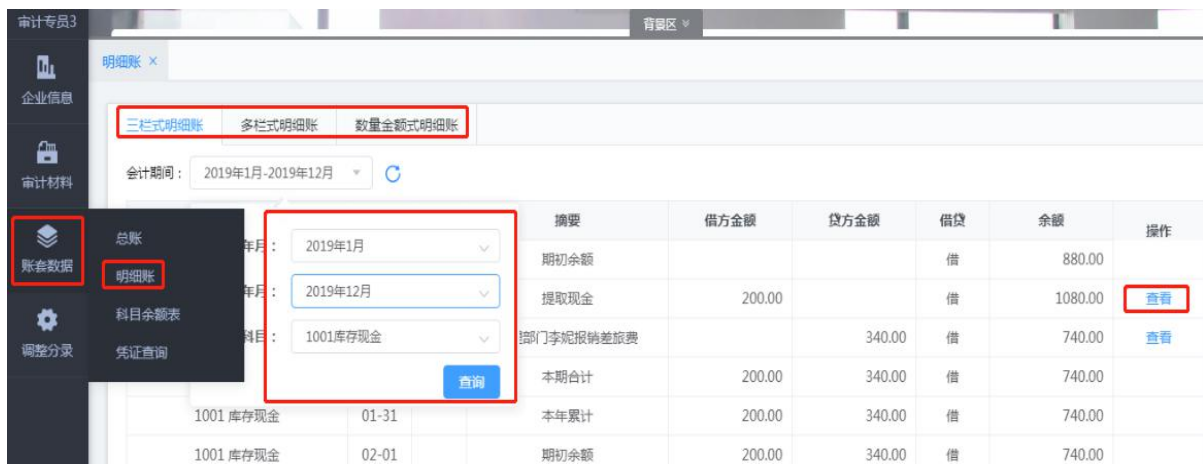 审计专员3
背景区
企业信息
审计材料
账套数据
调整分录
明细账 ×
三栏式明细账 多栏式明细账 数量金额式明细账
会计期间： 2019年1月-2019年12月
总账
明细账
科目余额表
凭证查询
年月： 2019年1月
年月： 2019年12月
科目： 1001库存现金
查询
摘要 借方金额 贷方金额 借贷 余额 操作
期初余额 借 880.00
提取现金 200.00 借 1080.00 查看
部门李妮报销差旅费 340.00 借 740.00 查看
本期合计 200.00 340.00 借 740.00
1001 库存现金 01-31 本年累计 200.00 340.00 借 740.00
1001 库存现金 02-01 期初余额 200.00 340.00 借 740.00